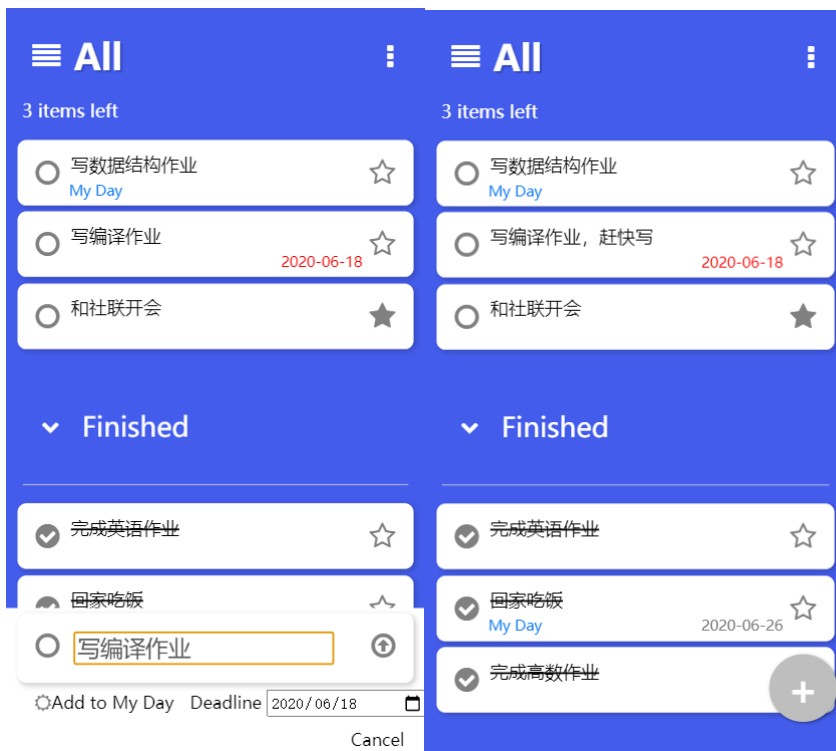 All
3 items left
写数据结构作业
My Day
写编译作业
2020-06-18
和社联开会
Finished
完成英语作业
回家吃饭
写编译作业
Add to My Day Deadline 2020/06/18
Cancel
All
3 items left
写数据结构作业
My Day
写编译作业，赶快写
2020-06-18
和社联开会
Finished
完成英语作业
回家吃饭
My Day
2020-06-26
完成高数作业